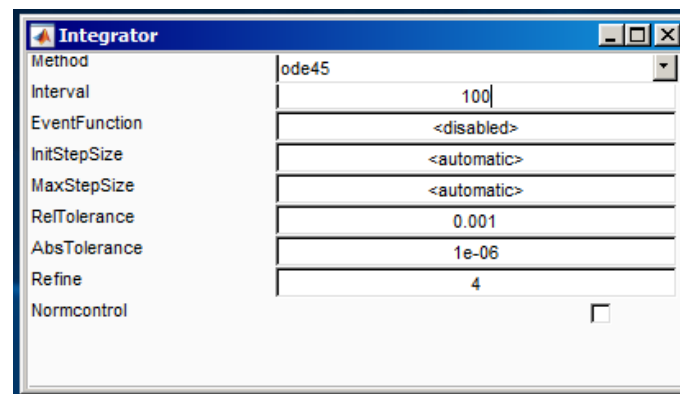 Integrator
Method ode45
Interval 100
EventFunction <disabled>
InitStepSize <automatic>
MaxStepSize <automatic>
RelTolerance 0.001
AbsTolerance 1e-06
Refine 4
Normcontrol